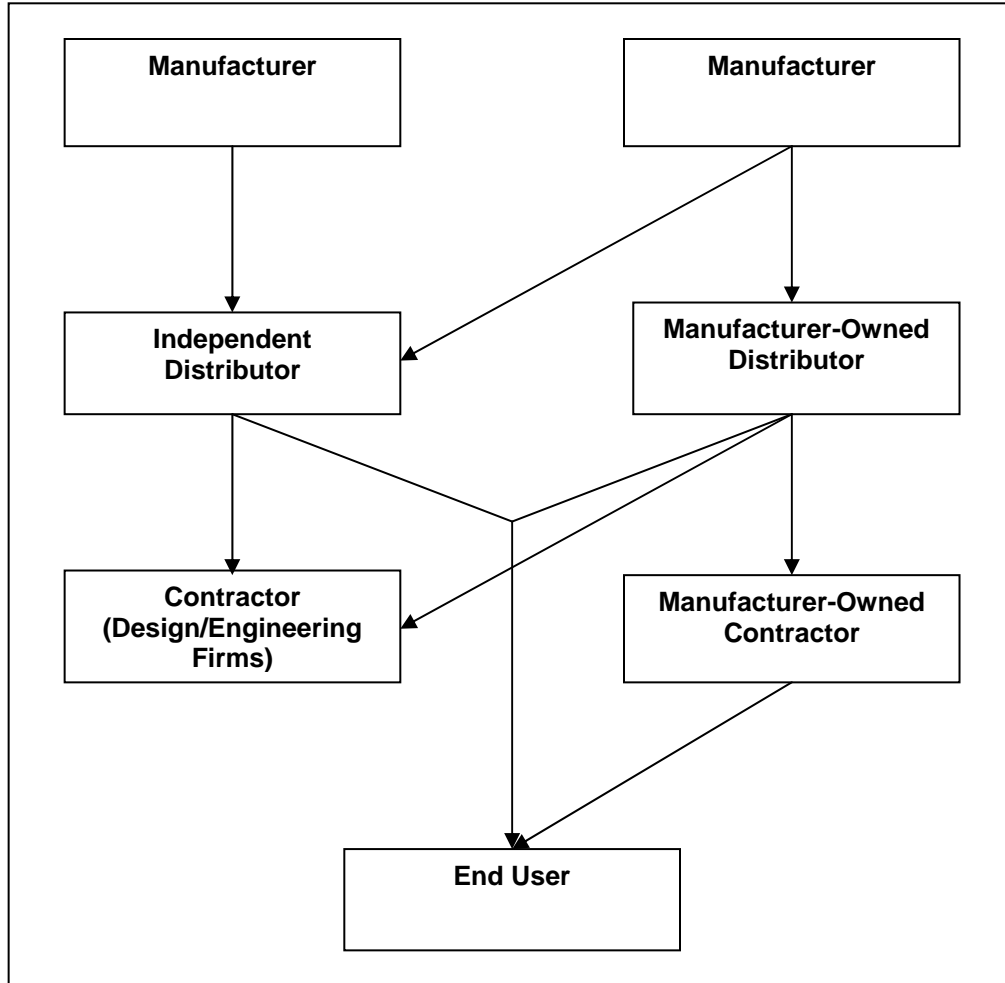 Manufacturer
Manufacturer
Independent
Distributor
Manufacturer-Owned
Distributor
Contractor
(Design/Engineering
Firms)
Manufacturer-Owned
Contractor
End User